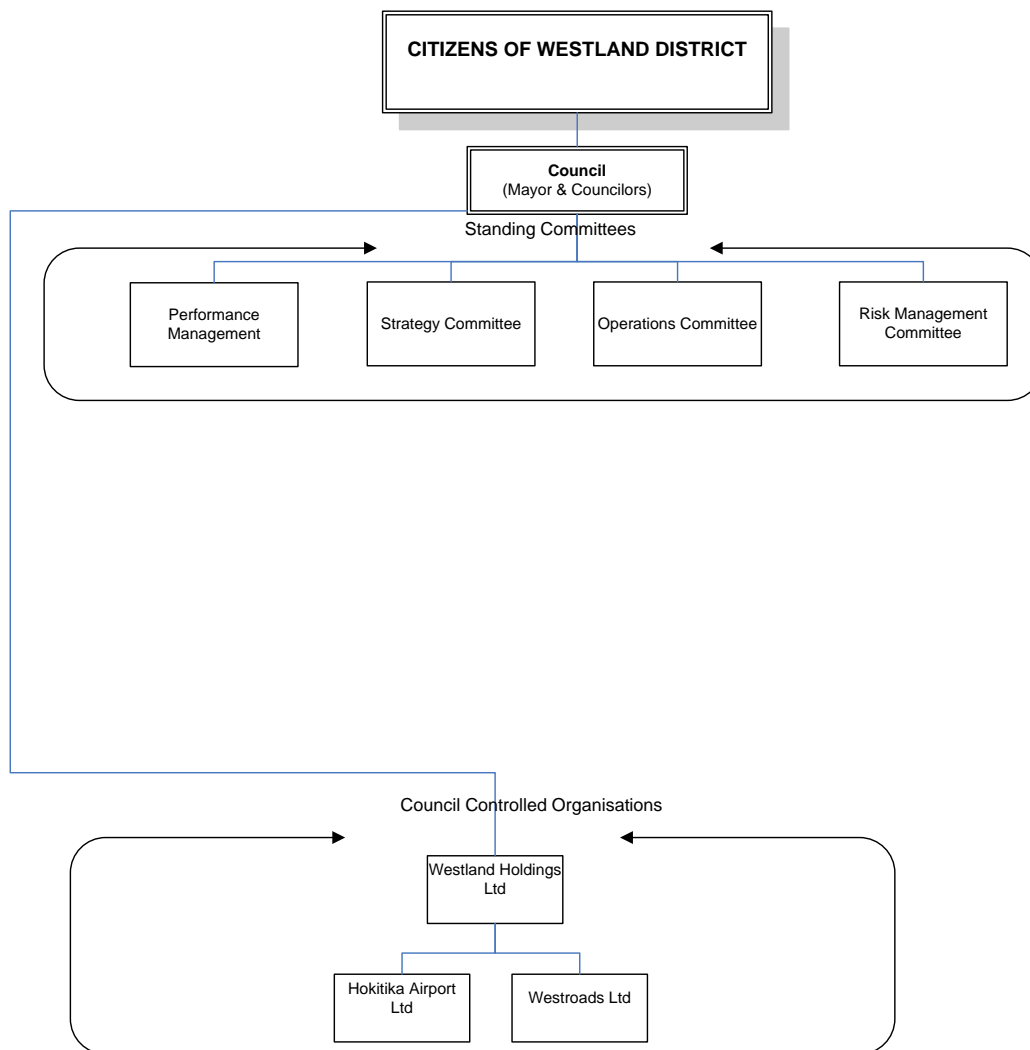 CITIZENS OF WESTLAND DISTRICT
Council
(Mayor & Councilors)
Standing Committees
Performance
Management
Strategy Committee
Operations Committee
Risk Management
Committee
Council Controlled Organisations
Westland Holdings
Ltd
Hokitika Airport
Ltd
Westroads Ltd